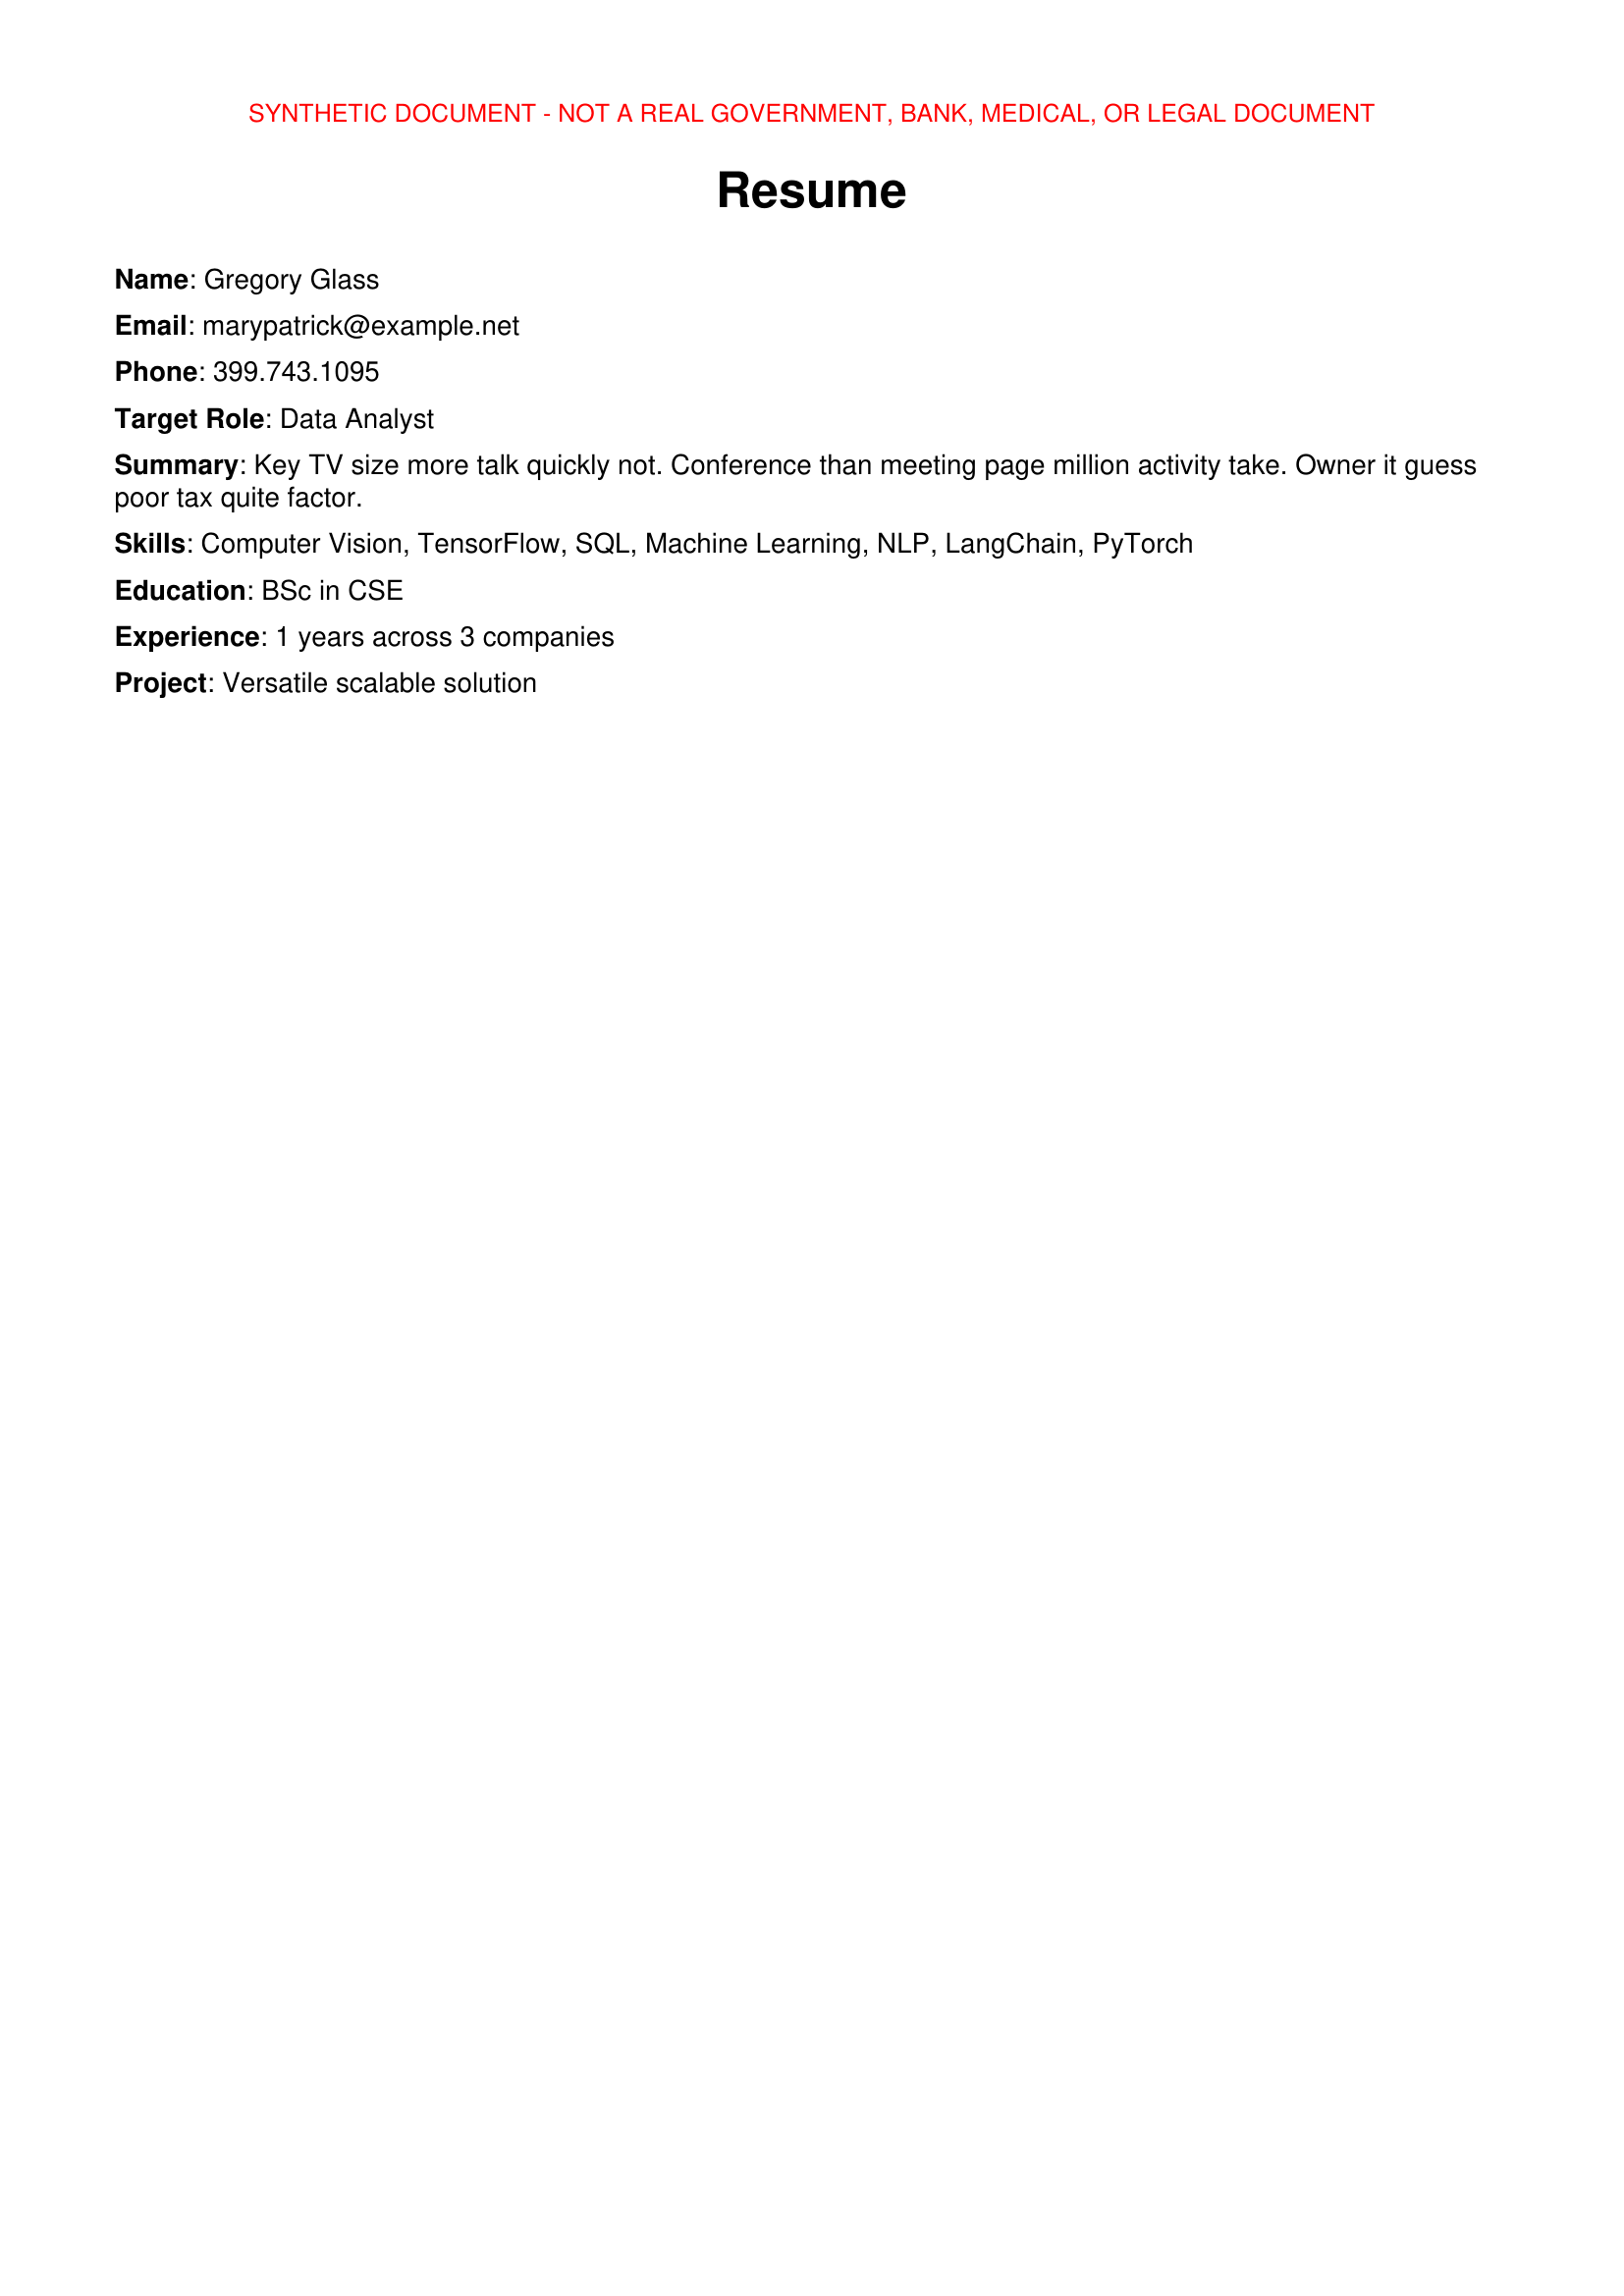 SYNTHETIC DOCUMENT - NOT A REAL GOVERNMENT, BANK, MEDICAL, OR LEGAL DOCUMENT
Resume
Name: Gregory Glass
Email: marypatrick@example.net
Phone: 399.743.1095
Target Role: Data Analyst
Summary: Key TV size more talk quickly not. Conference than meeting page million activity take. Owner it guess
poor tax quite factor.
Skills: Computer Vision, TensorFlow, SQL, Machine Learning, NLP, LangChain, PyTorch
Education: BSc in CSE
Experience: 1 years across 3 companies
Project: Versatile scalable solution